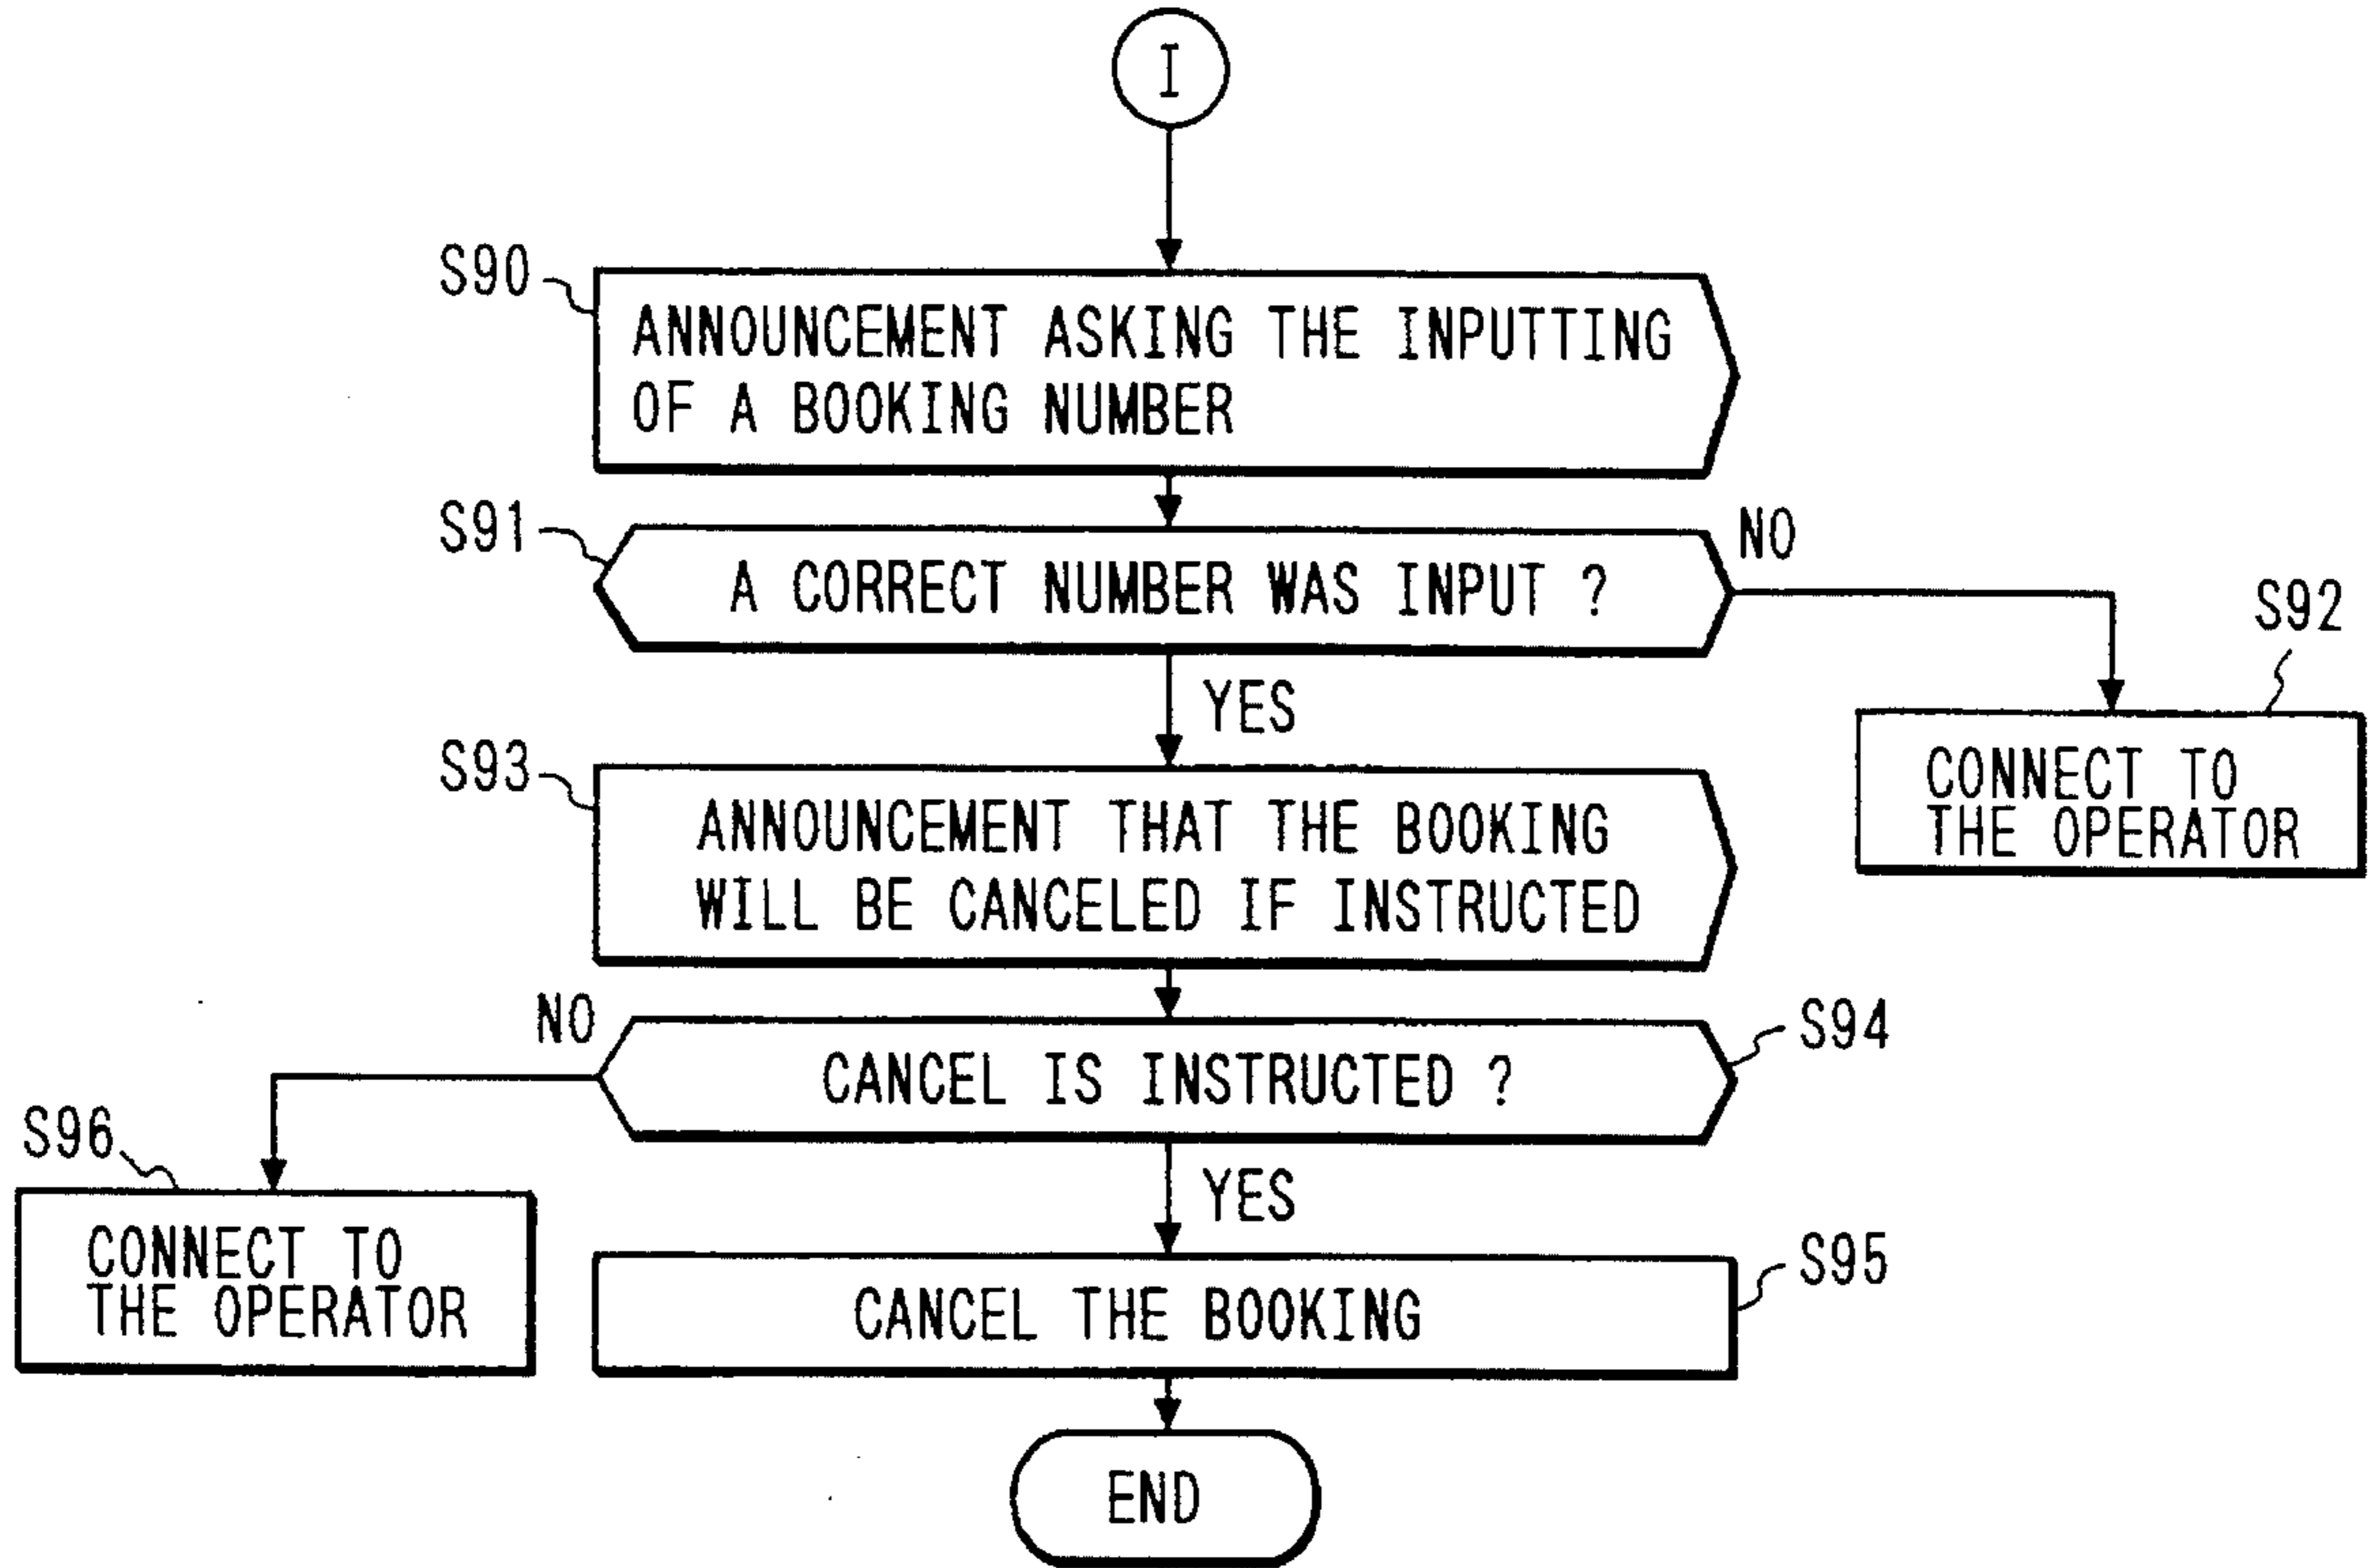 I
S90
ANNOUNCEMENT ASKING THE INPUTTING
OF A BOOKING NUMBER
S91
A CORRECT NUMBER WAS INPUT ?
NO
S92
CONNECT TO
THE OPERATOR
YES
S93
ANNOUNCEMENT THAT THE BOOKING
WILL BE CANCELED IF INSTRUCTED
NO
CANCEL IS INSTRUCTED ?
S94
S96
CONNECT TO
THE OPERATOR
YES
CANCEL THE BOOKING
S95
END